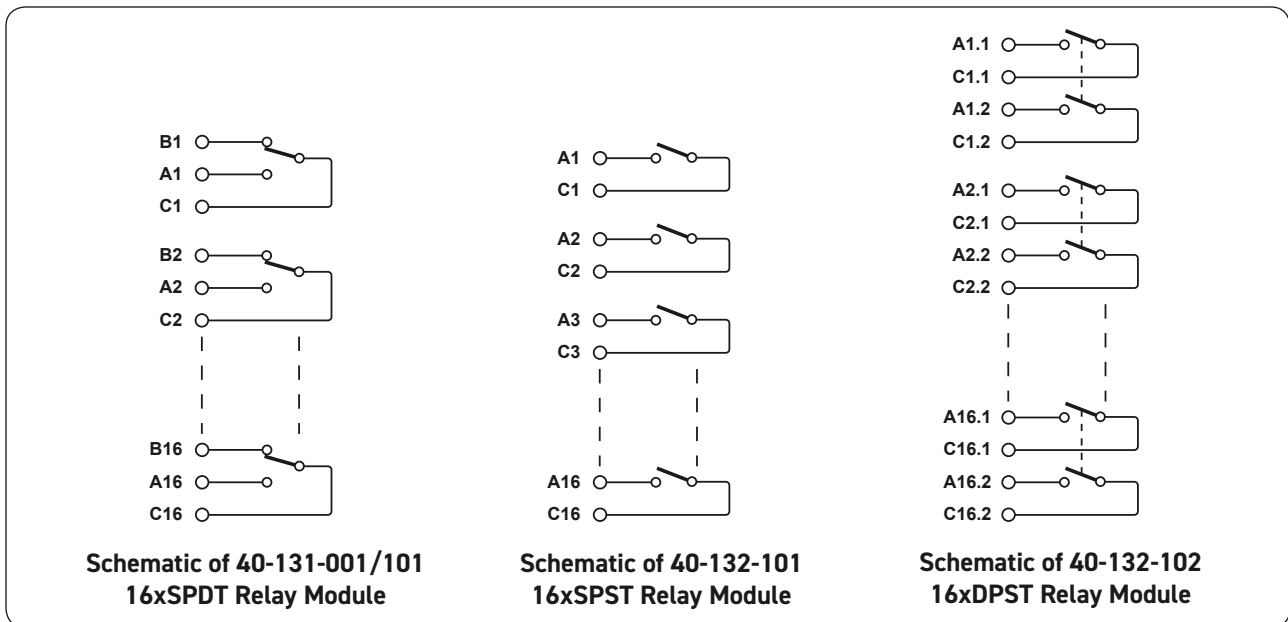 B1
A1
C1
B2
A2
C2
B16
A16
C16
Schematic of 40-131-001/101
16xSPDT Relay Module
A1
C1
A2
C2
A3
C3
A16
C16
Schematic of 40-132-101
16xSPST Relay Module
A1.1
C1.1
A1.2
C1.2
A2.1
C2.1
A2.2
C2.2
A16.1
C16.1
A16.2
C16.2
Schematic of 40-132-102
16xDPST Relay Module